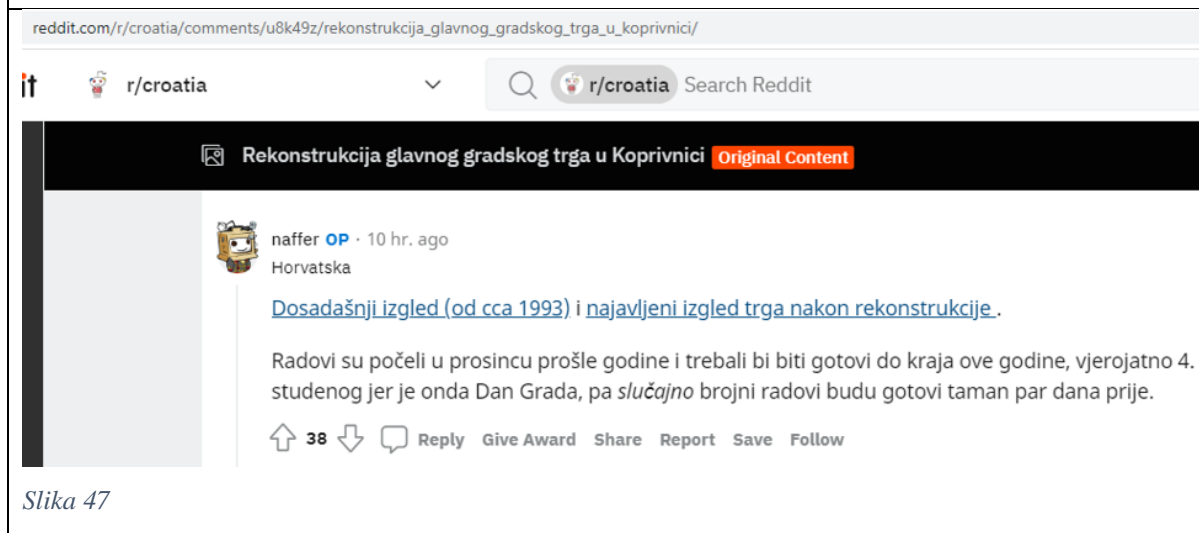 reddit.com/r/croatia/comments/u8k49z/rekonstrukcija_glavnog_gradskog_trga_u_koprivnici/
it r/croatia r/croatia Search Reddit
Rekonstrukcija glavnog gradskog trga u Koprivnici Original Content
naffer OP · 10 hr. ago
Horvatska
Dosadašnji izgled (od cca 1993) i najavljeni izgled trga nakon rekonstrukcije .
Radovi su počeli u prosincu prošle godine i trebali bi biti gotovi do kraja ove godine, vjerojatno 4.
studenog jer je onda Dan Grada, pa slučajno brojni radovi budu gotovi taman par dana prije.
38 Reply Give Award Share Report Save Follow
Slika 47